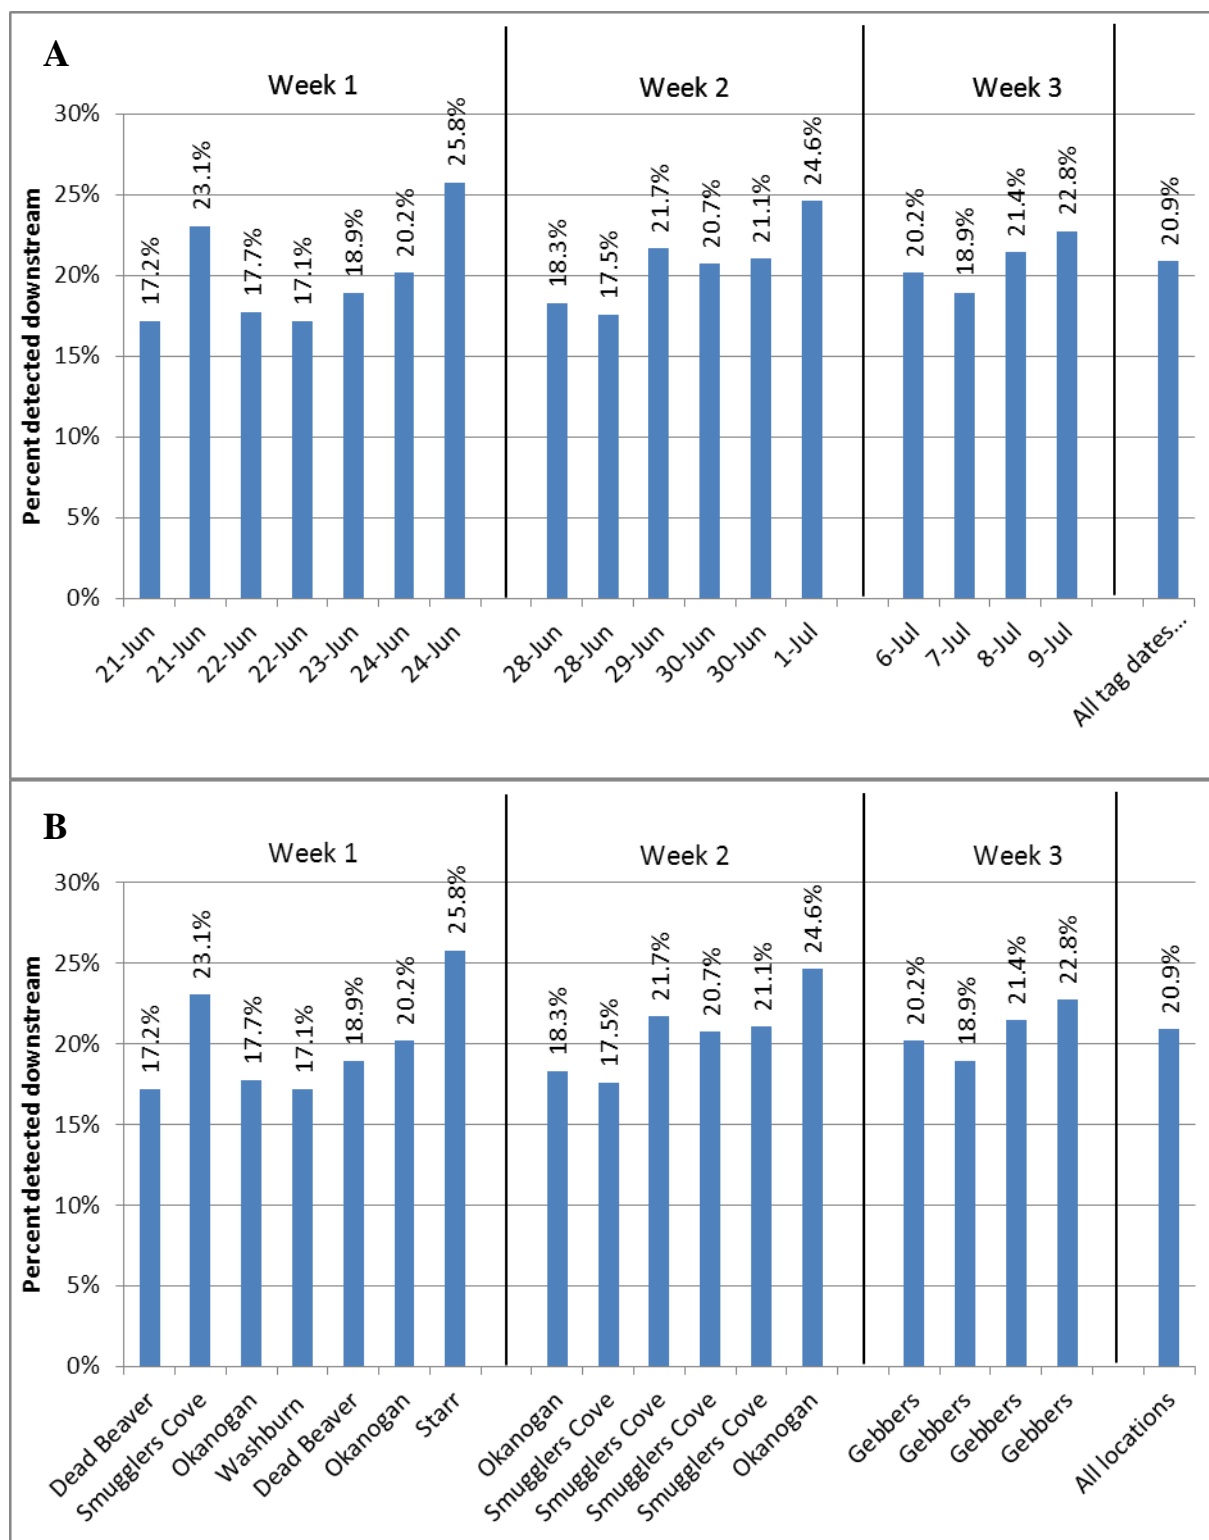 A
Week 1
Week 2
Week 3
Percent detected downstream
30%
25%
20%
15%
10%
5%
0%
17.2%
23.1%
17.7%
17.1%
18.9%
20.2%
25.8%
18.3%
17.5%
21.7%
20.7%
21.1%
24.6%
20.2%
18.9%
21.4%
22.8%
20.9%
21-Jun
21-Jun
22-Jun
22-Jun
23-Jun
24-Jun
24-Jun
28-Jun
28-Jun
29-Jun
30-Jun
30-Jun
1-Jul
6-Jul
7-Jul
8-Jul
9-Jul
All tag dates...
B
Week 1
Week 2
Week 3
Percent detected downstream
30%
25%
20%
15%
10%
5%
0%
17.2%
23.1%
17.7%
17.1%
18.9%
20.2%
25.8%
18.3%
17.5%
21.7%
20.7%
21.1%
24.6%
20.2%
18.9%
21.4%
22.8%
20.9%
Dead Beaver
Smugglers Cove
Okanogan
Washburn
Dead Beaver
Okanogan
Starr
Okanogan
Smugglers Cove
Smugglers Cove
Smugglers Cove
Smugglers Cove
Okanogan
Gebbers
Gebbers
Gebbers
Gebbers
All locations